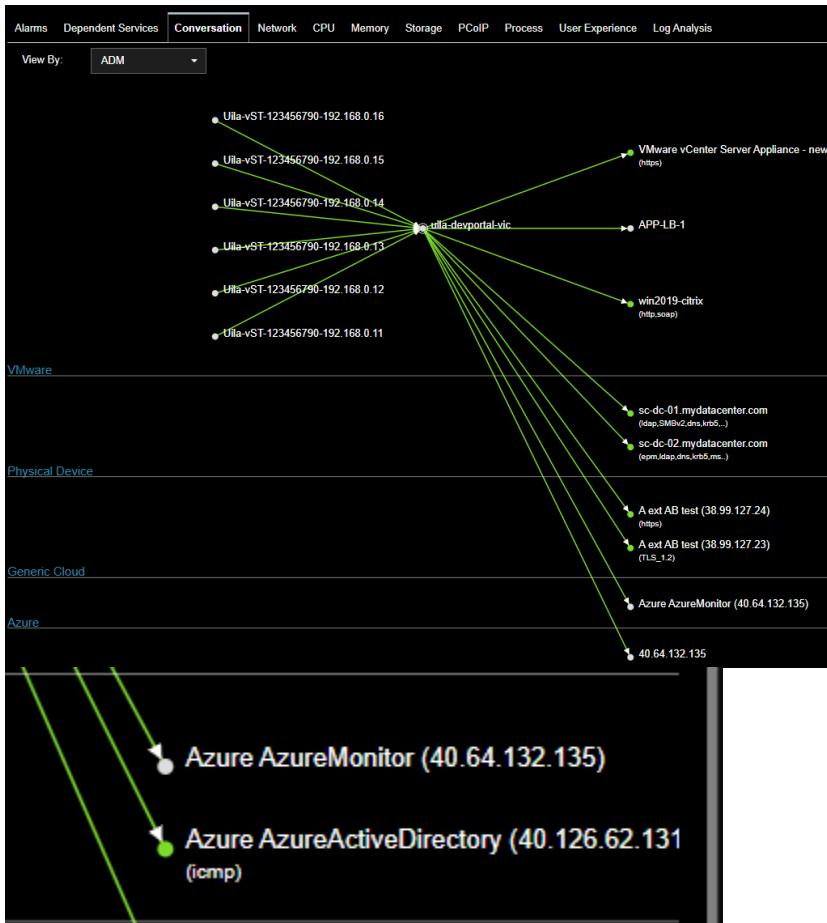 Alarms Dependent Services Conversation Network CPU Memory Storage PCoIP Process User Experience Log Analysis
View By: ADM
Uila-vST-123456790-192.168.0.16
Uila-vST-123456790-192.168.0.15
Uila-vST-123456790-192.168.0.14
Uila-vST-123456790-192.168.0.13
Uila-vST-123456790-192.168.0.12
Uila-vST-123456790-192.168.0.11
uila-devportal-vic
VMware vCenter Server Appliance - new
(https)
APP-LB-1
win2019-citrix
(http,soap)
VMware
sc-dc-01.mydatacenter.com
(ldap,SMBv2,dns,krb5,..)
sc-dc-02.mydatacenter.com
(epm,ldap,dns,krb5,ms..)
Physical Device
A ext AB test (38.99.127.24)
(https)
A ext AB test (38.99.127.23)
(TLS_1.2)
Generic Cloud
Azure AzureMonitor (40.64.132.135)
Azure
40.64.132.135
Azure AzureMonitor (40.64.132.135)
Azure AzureActiveDirectory (40.126.62.131
(icmp)